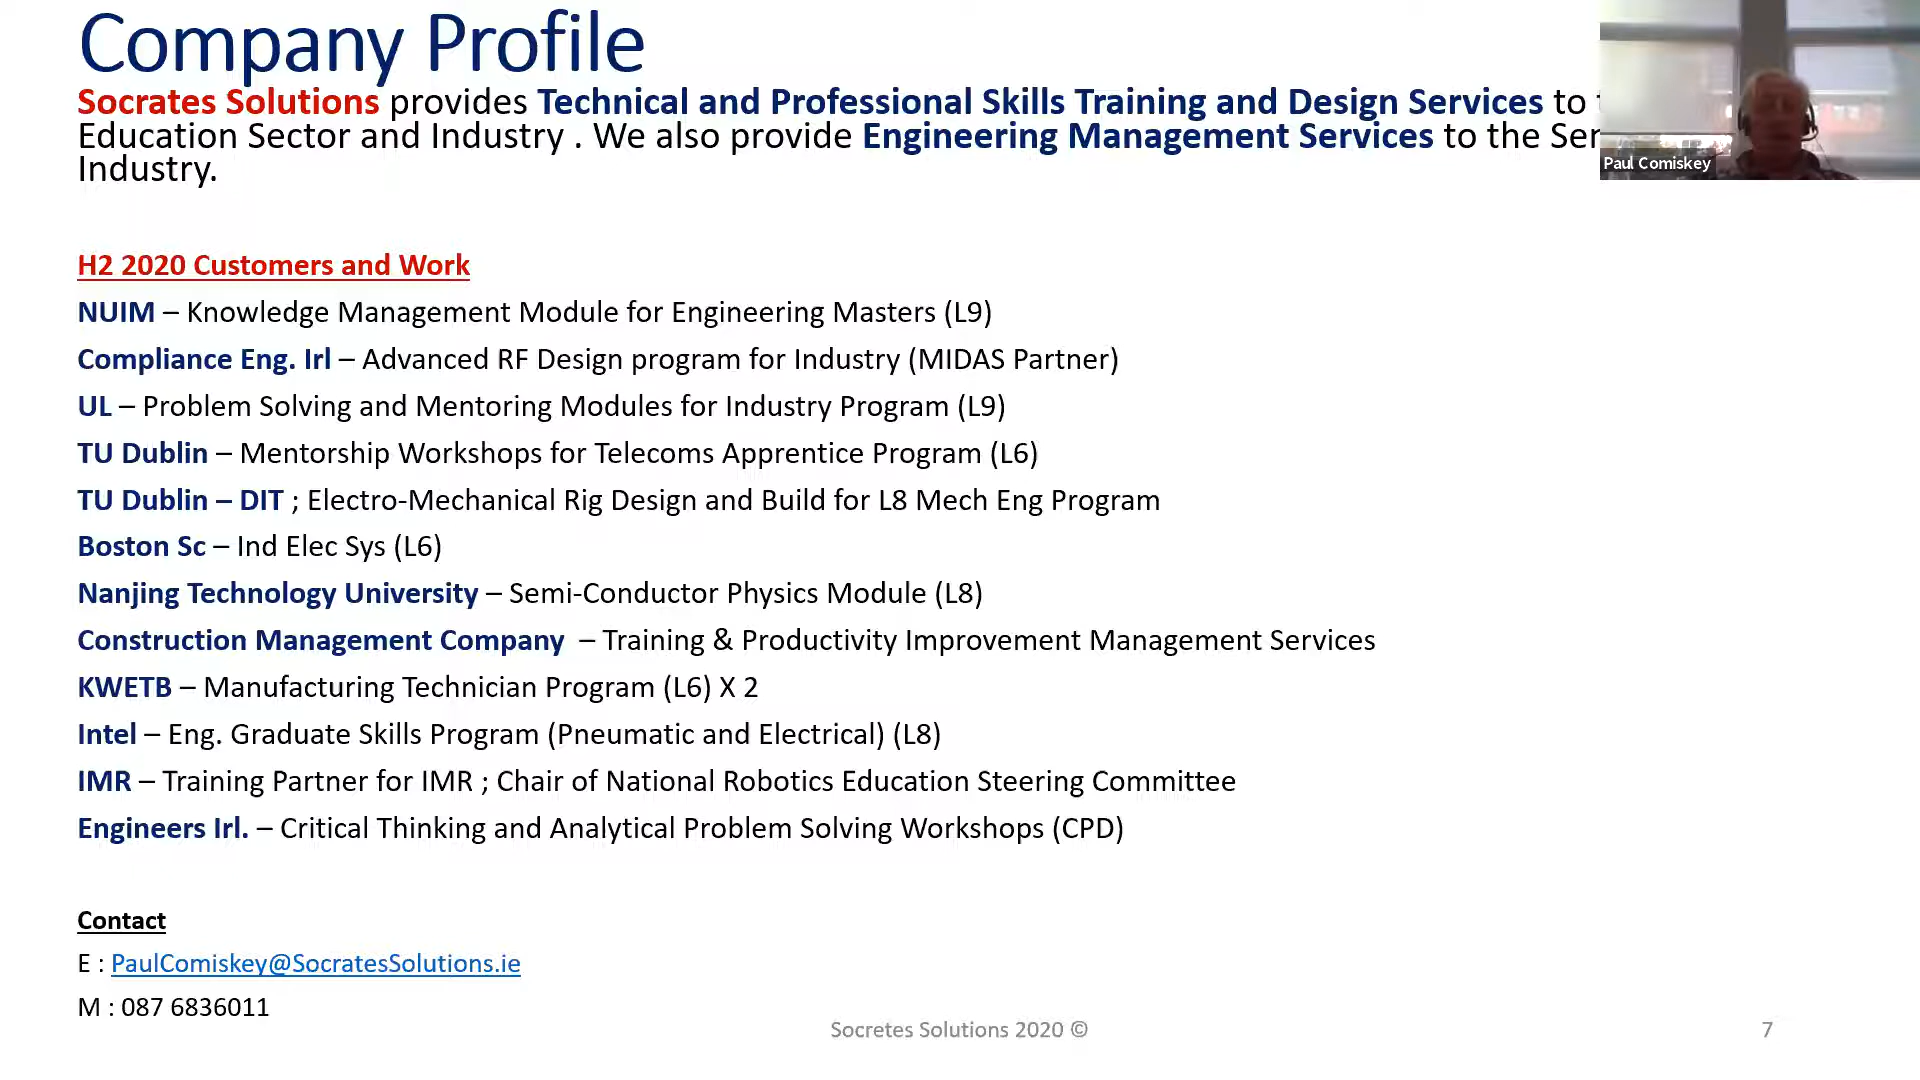 Company Profile
Socrates Solutions provides Technical and Professional Skills Training and Design Services to
Education Sector and Industry . We also provide Engineering Management Services to the
Industry.
Paul Comiskey
H2 2020 Customers and Work
NUIM – Knowledge Management Module for Engineering Masters (L9)
Compliance Eng. Irl – Advanced RF Design program for Industry (MIDAS Partner)
UL – Problem Solving and Mentoring Modules for Industry Program (L9)
TU Dublin – Mentorship Workshops for Telecoms Apprentice Program (L6)
TU Dublin – DIT ; Electro-Mechanical Rig Design and Build for L8 Mech Eng Program
Boston Sc – Ind Elec Sys (L6)
Nanjing Technology University – Semi-Conductor Physics Module (L8)
Construction Management Company – Training & Productivity Improvement Management Services
KWETB – Manufacturing Technician Program (L6) X 2
Intel – Eng. Graduate Skills Program (Pneumatic and Electrical) (L8)
IMR – Training Partner for IMR ; Chair of National Robotics Education Steering Committee
Engineers Irl. – Critical Thinking and Analytical Problem Solving Workshops (CPD)
Contact
E : PaulComiskey@SocratesSolutions.ie
M : 087 6836011
Socretes Solutions 2020 ©
7